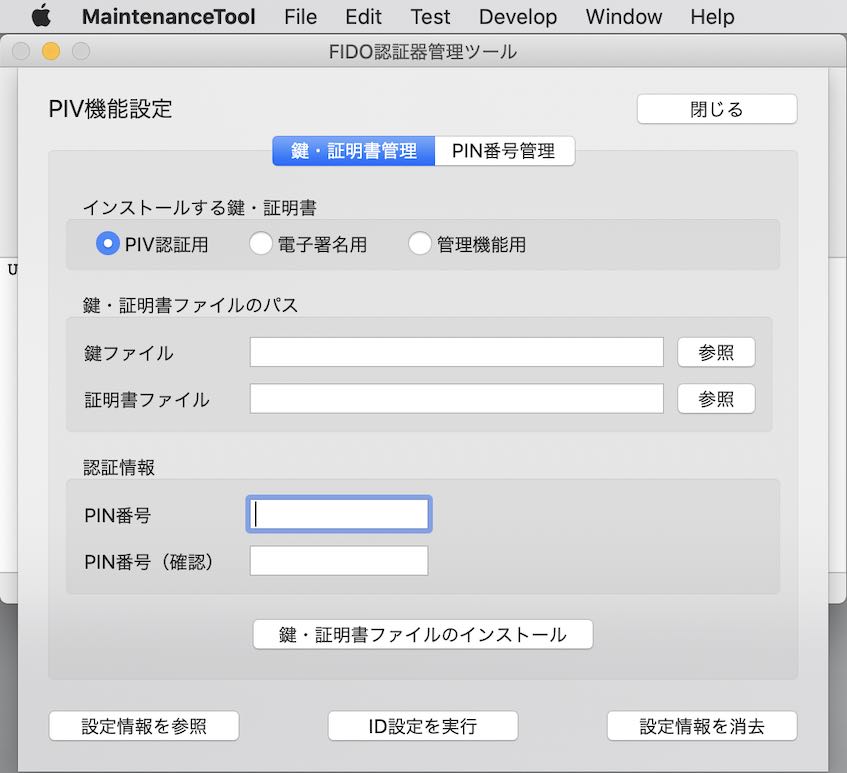 MaintenanceTool File Edit Test Develop Window Help
FIDO認証器管理ツール
PIV機能設定 閉じる
鍵・証明書管理 PIN番号管理
インストールする鍵・証明書
U
PIV認証用 電子署名用 管理機能用
鍵・証明書ファイルのパス
鍵ファイル 参照
証明書ファイル 参照
認証情報
PIN番号
PIN番号（確認）
鍵・証明書ファイルのインストール
設定情報を参照 ID設定を実行 設定情報を消去